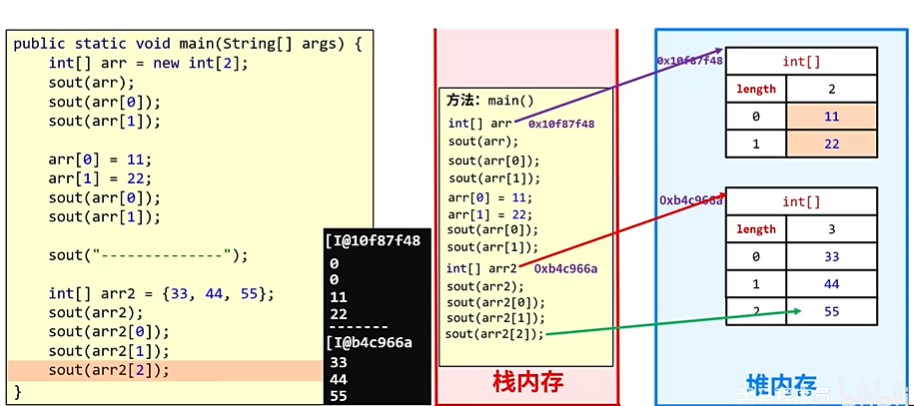 public static void main(String[] args) {
int[] arr = new int[2];
sout(arr);
sout(arr[0]);
sout(arr[1]);
arr[0] = 11;
arr[1] = 22;
sout(arr[0]);
sout(arr[1]);
sout("--------------");
int[] arr2 = {33, 44, 55};
sout(arr2);
sout(arr2[0]);
sout(arr2[1]);
sout(arr2[2]);
}
[I@10f87f48
0
0
11
22
-------
[I@b4c966a
33
44
55
方法：main()
int[] arr 0x10f87f48
sout(arr);
sout(arr[0]);
sout(arr[1]);
arr[0] = 11;
arr[1] = 22;
sout(arr[0]);
sout(arr[1]);
int[] arr2 0xb4c966a
sout(arr2);
sout(arr2[0]);
sout(arr2[1]);
sout(arr2[2]);
栈内存
0x10f87f48
int[]
length 2
0 11
1 22
0xb4c966a
int[]
length 3
0 33
1 44
2 55
堆内存
bilibili